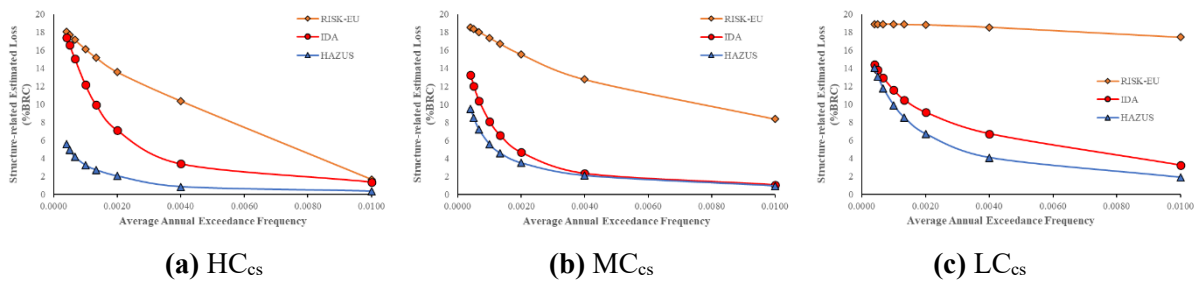 Structure-related Estimated Loss
(%BRC)
20
18
16
14
12
10
8
6
4
2
0
0.0000
0.0020
0.0040
0.0060
0.0080
0.0100
Average Annual Exceedance Frequency
RISK-EU
IDA
HAZUS
(a) HCcs
Structure-related Estimated Loss
(%BRC)
20
18
16
14
12
10
8
6
4
2
0
0.0000
0.0020
0.0040
0.0060
0.0080
0.0100
Average Annual Exceedance Frequency
RISK-EU
IDA
HAZUS
(b) MCcs
Structure-related Estimated Loss
(%BRC)
20
18
16
14
12
10
8
6
4
2
0
0.0000
0.0020
0.0040
0.0060
0.0080
0.0100
Average Annual Exceedance Frequency
RISK-EU
IDA
HAZUS
(c) LCcs